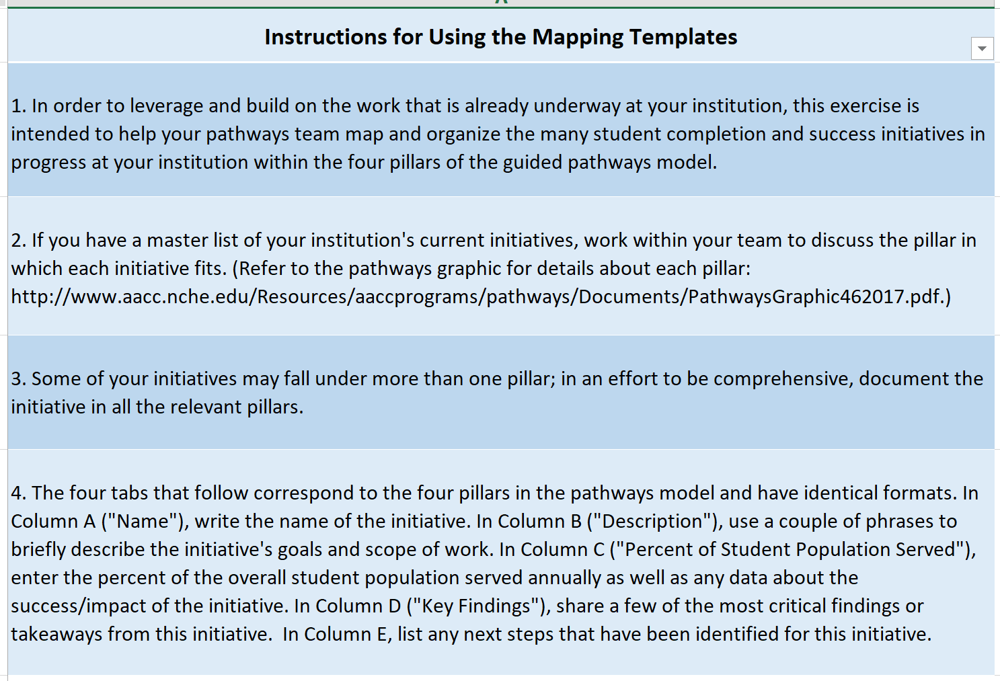 A
Instructions for Using the Mapping Templates
1. In order to leverage and build on the work that is already underway at your institution, this exercise is
intended to help your pathways team map and organize the many student completion and success initiatives in
progress at your institution within the four pillars of the guided pathways model.
2. If you have a master list of your institution's current initiatives, work within your team to discuss the pillar in
which each initiative fits. (Refer to the pathways graphic for details about each pillar:
http://www.aacc.nche.edu/Resources/aaccprograms/pathways/Documents/PathwaysGraphic462017.pdf.)
3. Some of your initiatives may fall under more than one pillar; in an effort to be comprehensive, document the
initiative in all the relevant pillars.
4. The four tabs that follow correspond to the four pillars in the pathways model and have identical formats. In
Column A ("Name"), write the name of the initiative. In Column B ("Description"), use a couple of phrases to
briefly describe the initiative's goals and scope of work. In Column C ("Percent of Student Population Served"),
enter the percent of the overall student population served annually as well as any data about the
success/impact of the initiative. In Column D ("Key Findings"), share a few of the most critical findings or
takeaways from this initiative.  In Column E, list any next steps that have been identified for this initiative.